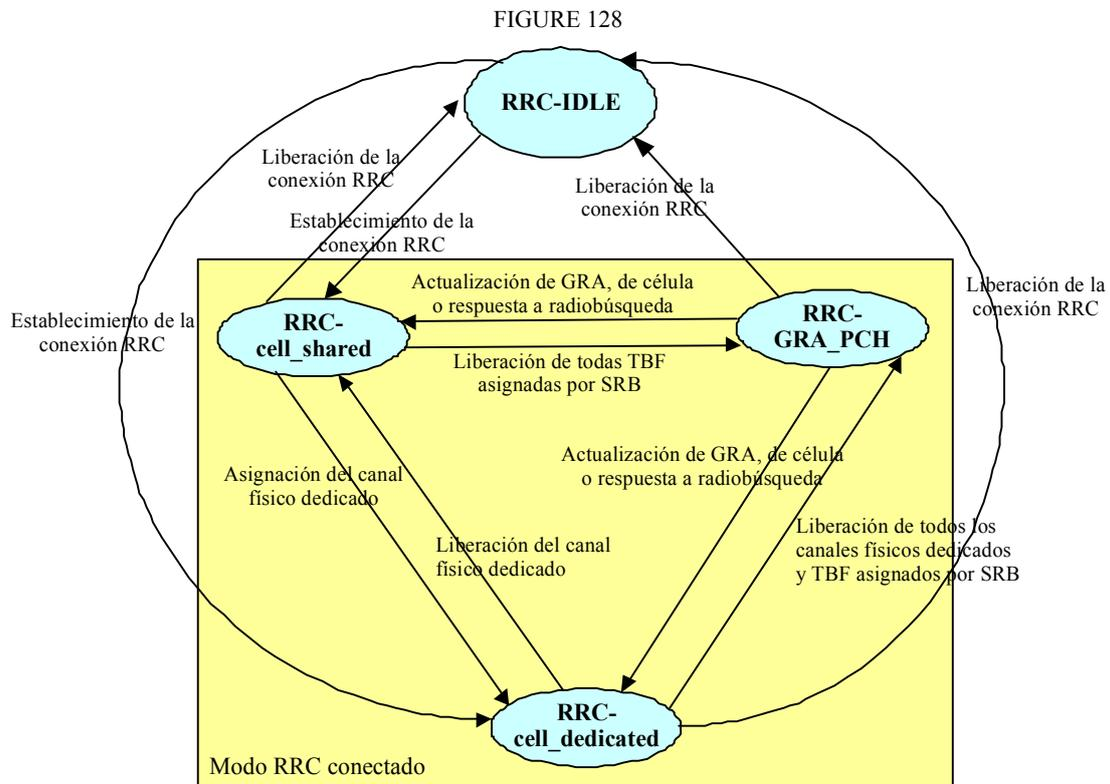 FIGURE 128
RRC-IDLE
Liberación de la
conexión RRC
Liberación de la
conexión RRC
Establecimiento de la
conexión RRC
Actualización de GRA, de célula
o respuesta a radiobúsqueda
Liberación de la
conexión RRC
Establecimiento de la
conexión RRC
RRC-
cell_shared
RRC-
GRA_PCH
Liberación de todas TBF
asignadas por SRB
Actualización de GRA, de célula
o respuesta a radiobúsqueda
Asignación del canal
físico dedicado
Liberación del canal
físico dedicado
Liberación de todos los
canales físicos dedicados
y TBF asignados por SRB
RRC-
cell_dedicated
Modo RRC conectado